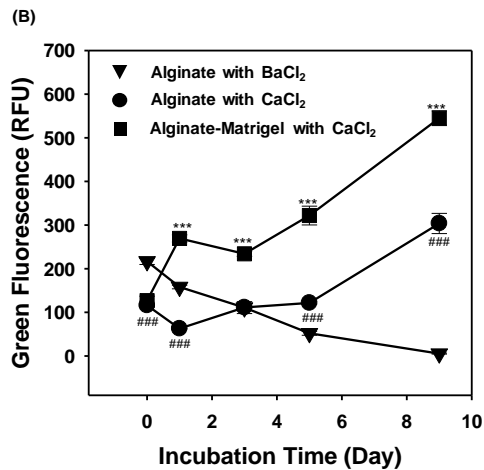 (B)
700
600
500
400
300
200
100
0
Green Fluorescence (RFU)
Alginate with BaCl₂
Alginate with CaCl₂
Alginate-Matrigel with CaCl₂
***
***
***
***
###
###
###
###
0 2 4 6 8 10
Incubation Time (Day)